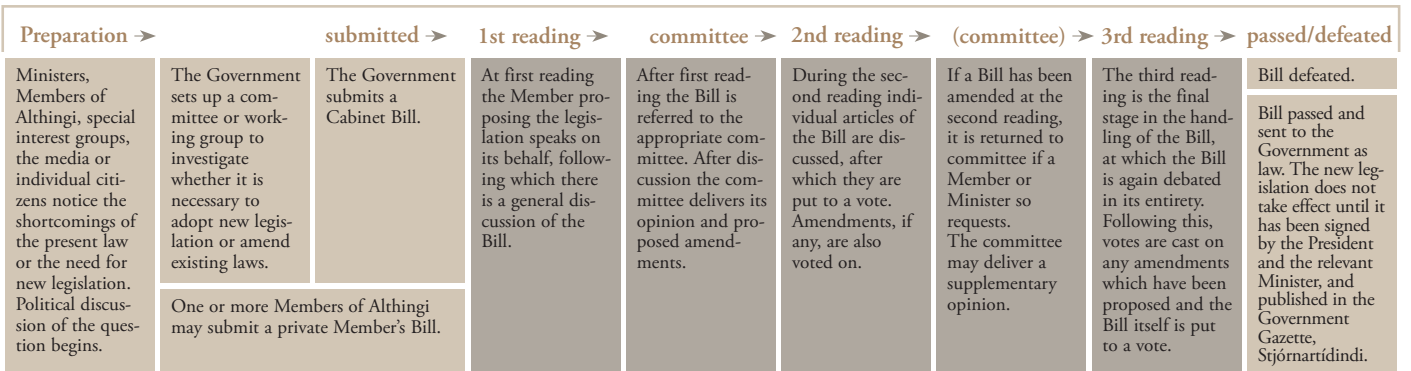 Preparation ➔ submitted ➔ 1st reading ➔ committee ➔ 2nd reading ➔ (committee) ➔ 3rd reading ➔ passed/defeated
Ministers,
Members of
Althingi, special
interest groups,
the media or
individual citi-
zens notice the
shortcomings of
the present law
or the need for
new legislation.
Political discus-
sion of the ques-
tion begins.
The Government
sets up a com-
mittee or work-
ing group to
investigate
whether it is
necessary to
adopt new legis-
lation or amend
existing laws.
The Government
submits a
Cabinet Bill.
One or more Members of Althingi
may submit a private Member's Bill.
At first reading
the Member pro-
posing the legis-
lation speaks on
its behalf, follow-
ing which there
is a general dis-
cussion of the
Bill.
After first read-
ing the Bill is
referred to the
appropriate com-
mittee. After dis-
cussion the com-
mittee delivers its
opinion and pro-
posed amend-
ments.
During the sec-
ond reading indi-
vidual articles of
the Bill are dis-
cussed, after
which they are
put to a vote.
Amendments, if
any, are also
voted on.
If a Bill has been
amended at the
second reading,
it is returned to
committee if a
Member or
Minister so
requests.
The committee
may deliver a
supplementary
opinion.
The third read-
ing is the final
stage in the hand-
ling of the Bill,
at which the Bill
is again debated
in its entirety.
Following this,
votes are cast on
any amendments
which have been
proposed and the
Bill itself is put
to a vote.
Bill defeated.
Bill passed and
sent to the
Government as
law. The new leg-
islation does not
take effect until it
has been signed
by the President
and the relevant
Minister, and
published in the
Government
Gazette,
Stjórnartídindi.